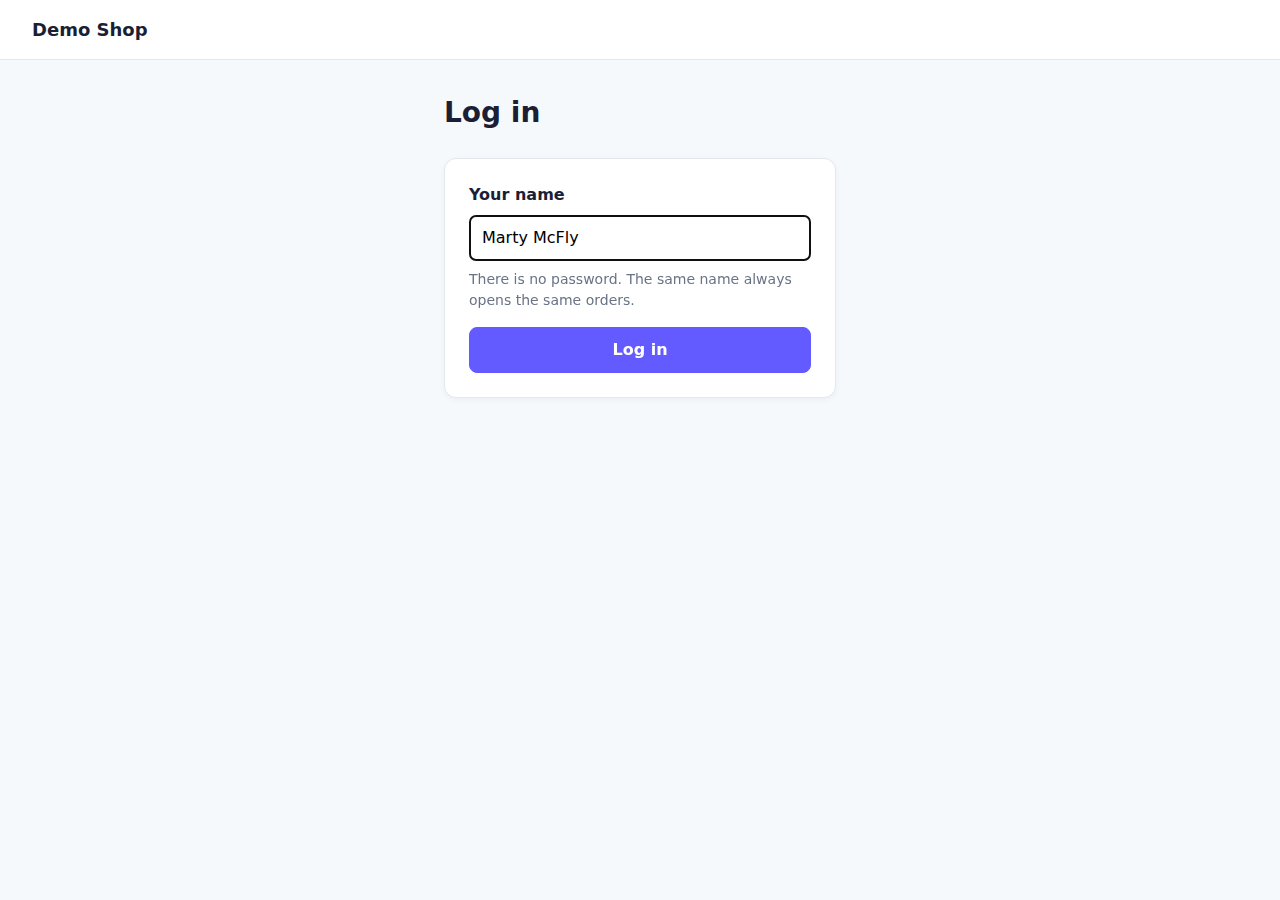 Demo Shop
Log in
Your name
Marty McFly
There is no password. The same name always
opens the same orders.
Log in